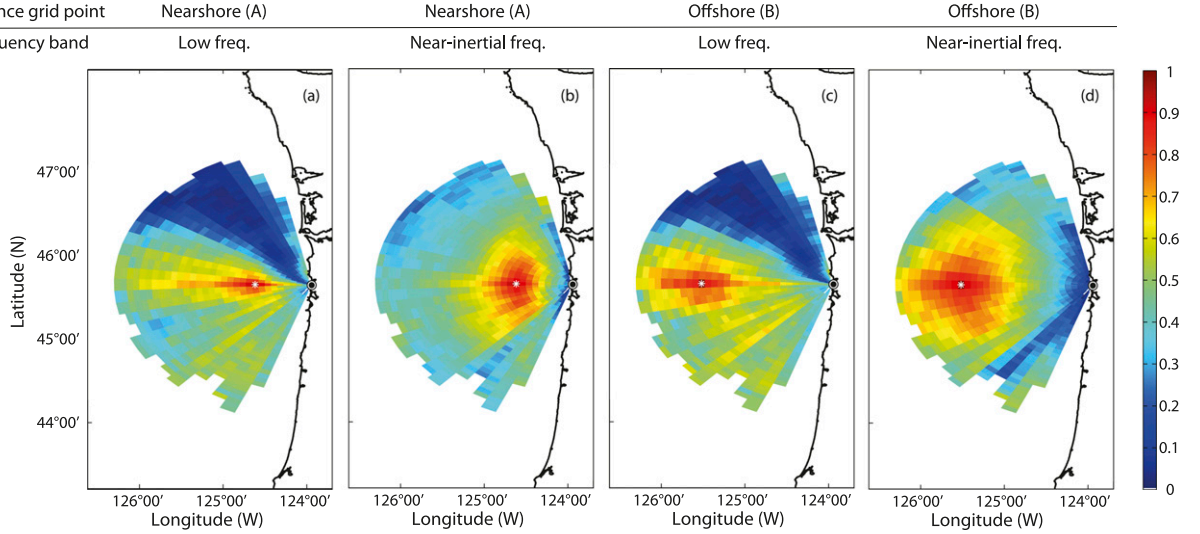 nce grid point Nearshore (A) Nearshore (A) Offshore (B) Offshore (B)
uency band Low freq. Near-inertial freq. Low freq. Near-inertial freq.
(a) (b) (c) (d)
1
0.9
0.8
0.7
0.6
0.5
0.4
0.3
0.2
0.1
0
Latitude (N)
47°00′
46°00′
45°00′
44°00′
126°00′ 125°00′ 124°00′ 126°00′ 125°00′ 124°00′ 126°00′ 125°00′ 124°00′ 126°00′ 125°00′ 124°00′
Longitude (W) Longitude (W) Longitude (W) Longitude (W)